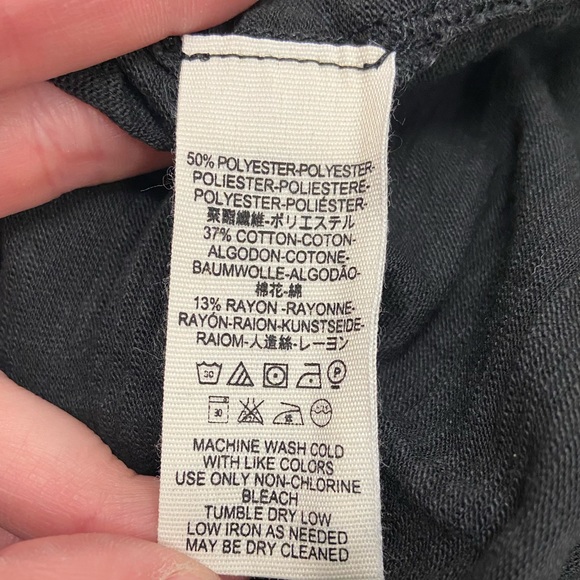 50% POLYESTER-POLYESTER-
POLIESTER-POLIESTERE-
POLYESTER-POLIÉSTER-
聚酯纖維-ポリエステル
37% COTTON-COTON-
ALGODON-COTONE-
BAUMWOLLE-ALGODÃO-
棉花-綿
13% RAYON -RAYONNE-
RAYÓN-RAION-KUNSTSEIDE-
RAIOM-人造絲-レーヨン
30 P
30
MACHINE WASH COLD
WITH LIKE COLORS
USE ONLY NON-CHLORINE
BLEACH
TUMBLE DRY LOW
LOW IRON AS NEEDED
MAY BE DRY CLEANED